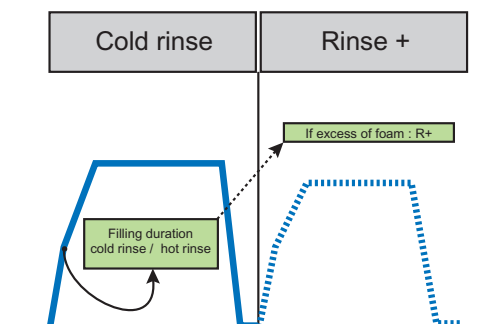 Cold rinse
Rinse +
If excess of foam : R+
Filling duration
cold rinse / hot rinse